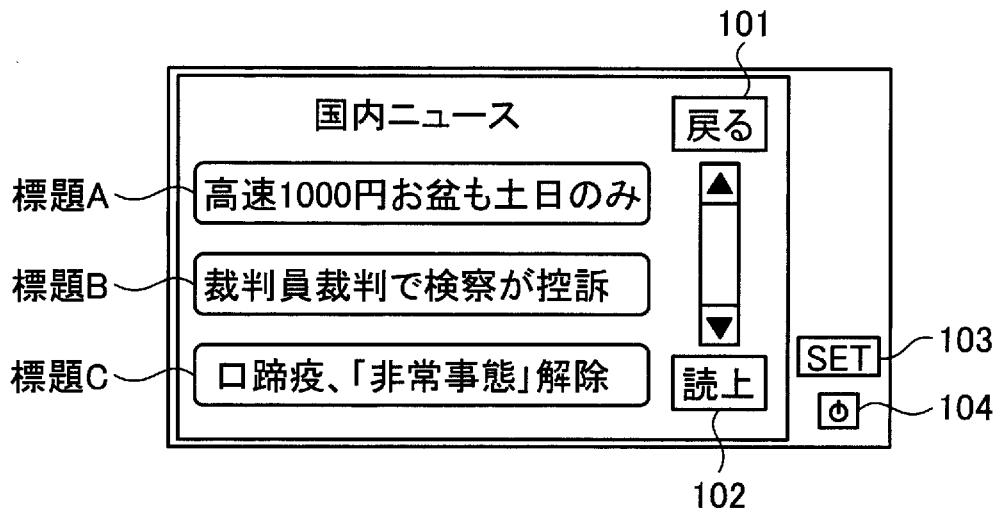 101
国内ニュース
戻る
標題A
高速1000円お盆も土日のみ
▲
標題B
裁判員裁判で検察が控訴
▼
標題C
口蹄疫、「非常事態」解除
読上
SET
103
104
102